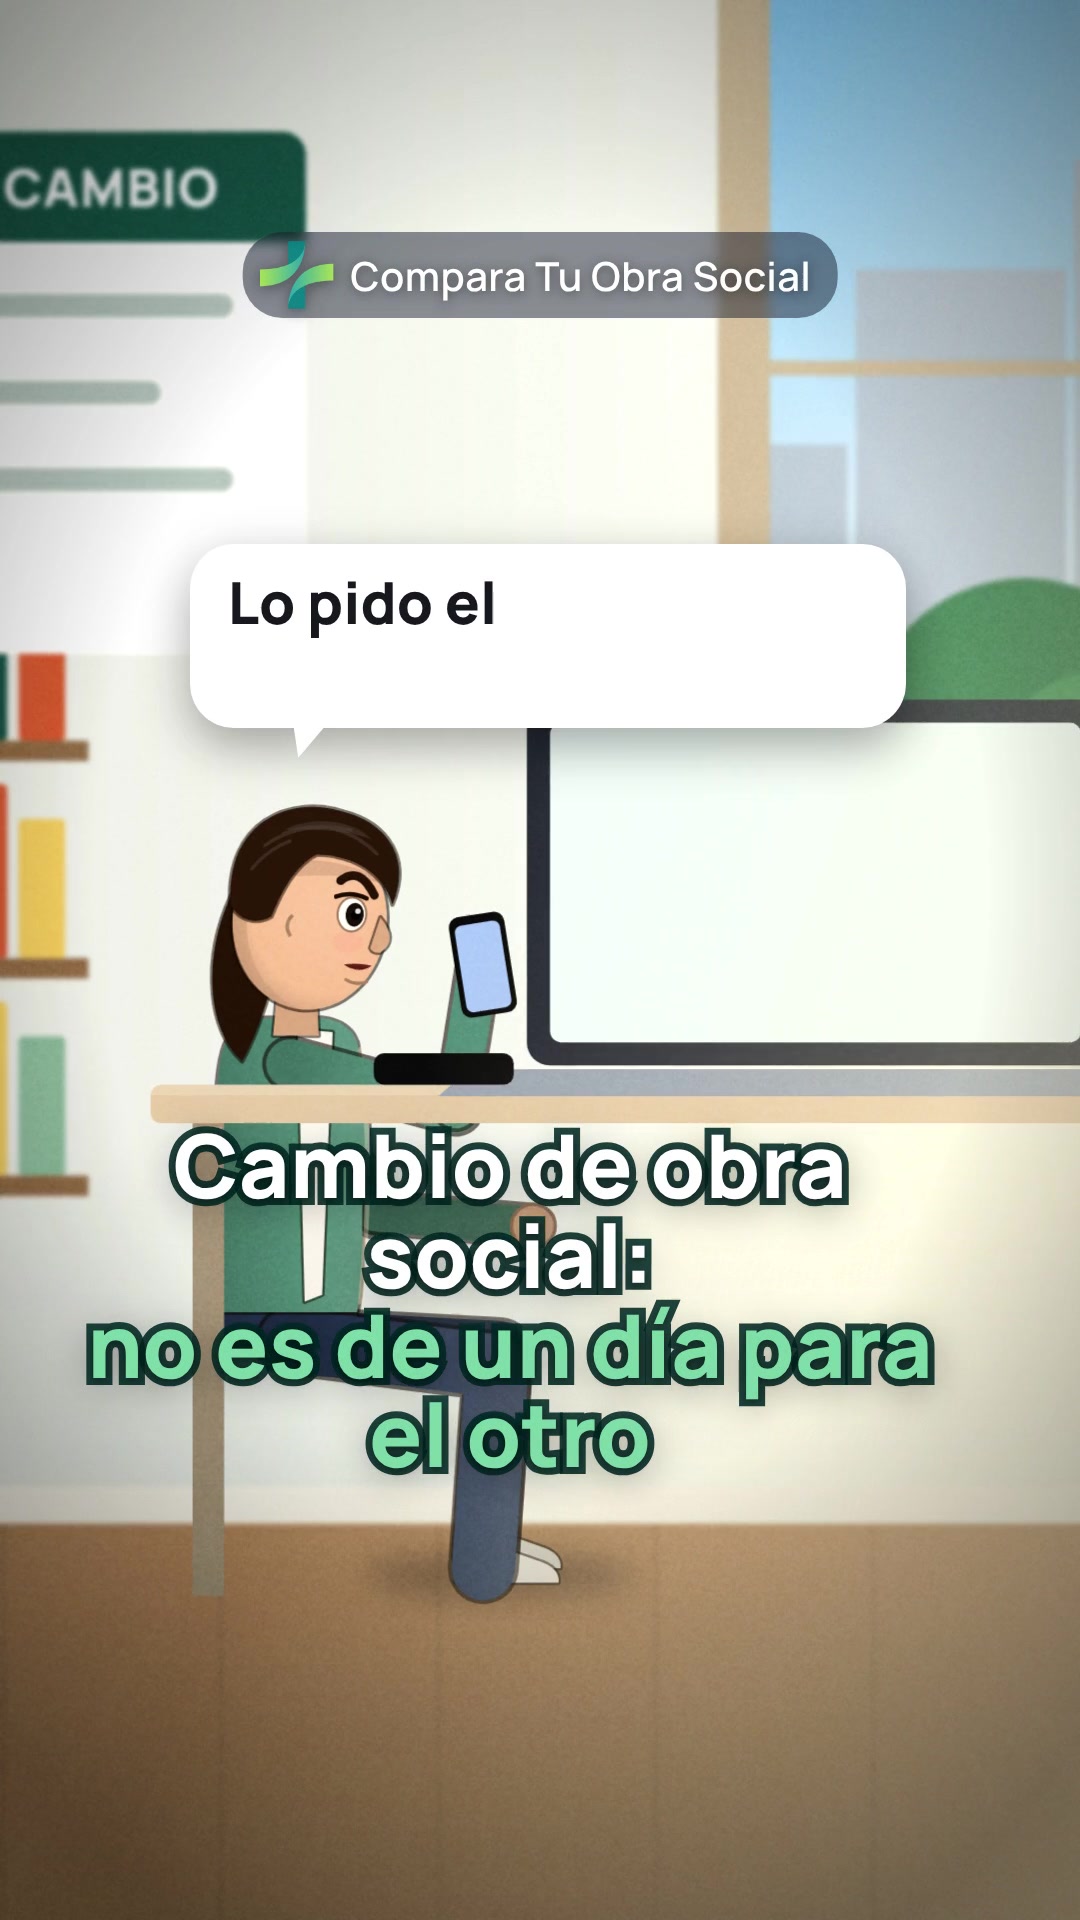 CAMBIO
Compara Tu Obra Social
Lo pido el
Cambio de obra
social:
no es de un día para
el otro